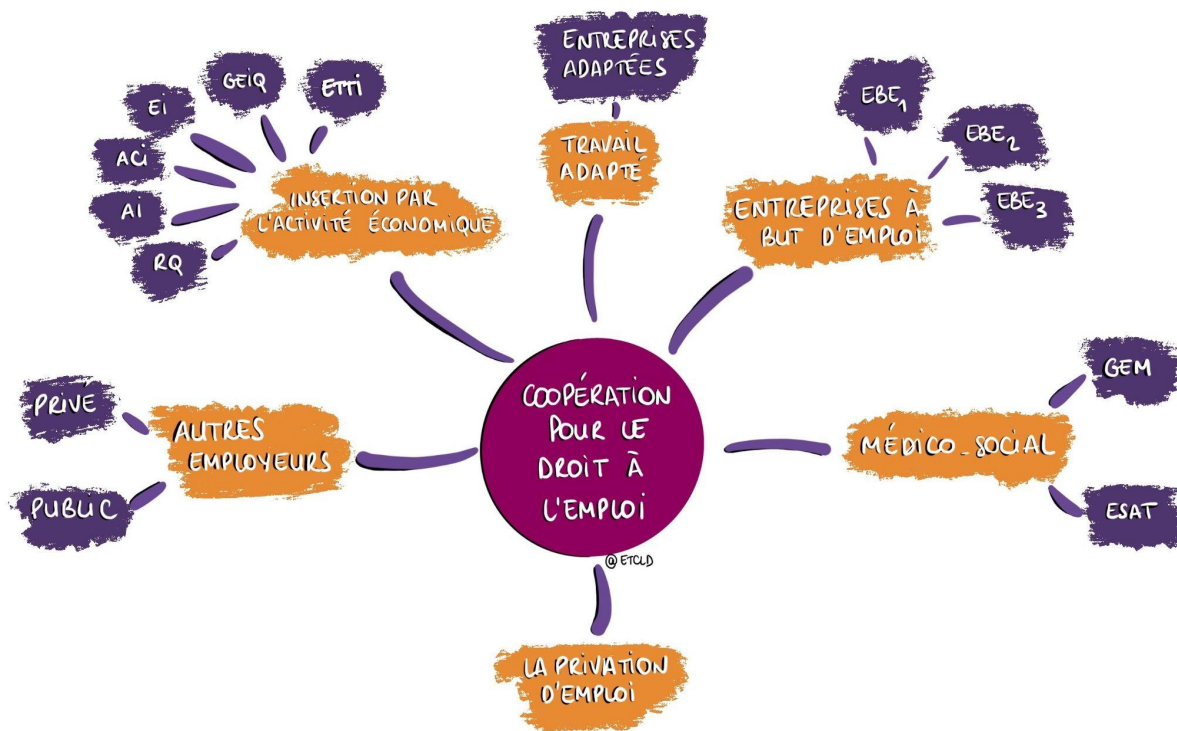 ENTREPRISES
ADAPTÉES
TRAVAIL
ADAPTÉ
ETTi
GEiQ
Ei
ACi
Ai
RQ
INSERTION PAR
L'ACTIVITÉ ÉCONOMIQUE
EBE1
EBE2
EBE3
ENTREPRISES À
BUT D'EMPLOI
PRIVÉ
PUBLIC
AUTRES
EMPLOYEURS
COOPÉRATION
POUR LE
DROIT À
L'EMPLOI
@ETCLD
GEM
MÉDICO_SOCIAL
ESAT
LA PRIVATION
D'EMPLOI